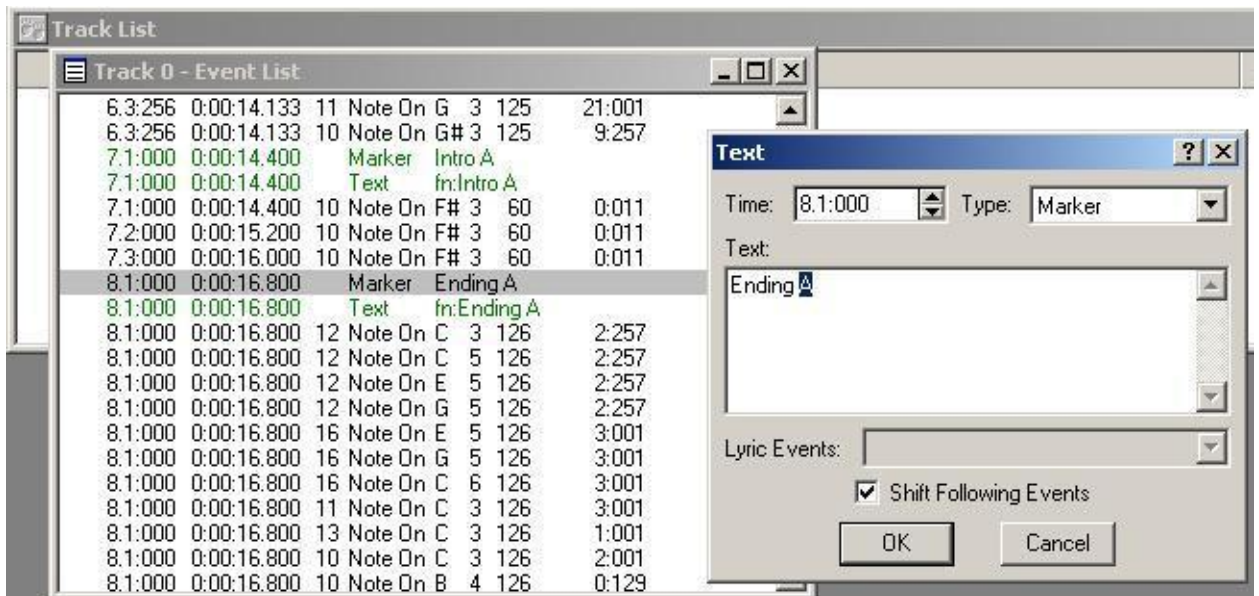 Track List
Track 0 - Event List
6.3:256 0:00:14.133 11 Note On G 3 125 21:001
6.3:256 0:00:14.133 10 Note On G# 3 125 9:257
7.1:000 0:00:14.400 Marker Intro A
7.1:000 0:00:14.400 Text fn:Intro A
7.1:000 0:00:14.400 10 Note On F# 3 60 0:011
7.2:000 0:00:15.200 10 Note On F# 3 60 0:011
7.3:000 0:00:16.000 10 Note On F# 3 60 0:011
8.1:000 0:00:16.800 Marker Ending A
8.1:000 0:00:16.800 Text fn:Ending A
8.1:000 0:00:16.800 12 Note On C 3 126 2:257
8.1:000 0:00:16.800 12 Note On C 5 126 2:257
8.1:000 0:00:16.800 12 Note On E 5 126 2:257
8.1:000 0:00:16.800 12 Note On G 5 126 2:257
8.1:000 0:00:16.800 16 Note On E 5 126 3:001
8.1:000 0:00:16.800 16 Note On G 5 126 3:001
8.1:000 0:00:16.800 16 Note On C 6 126 3:001
8.1:000 0:00:16.800 11 Note On C 3 126 3:001
8.1:000 0:00:16.800 13 Note On C 3 126 1:001
8.1:000 0:00:16.800 10 Note On C 3 126 2:001
8.1:000 0:00:16.800 10 Note On B 4 126 0:129
Text
Time: 8.1:000 Type: Marker
Text:
Ending A
Lyric Events:
Shift Following Events
OK Cancel